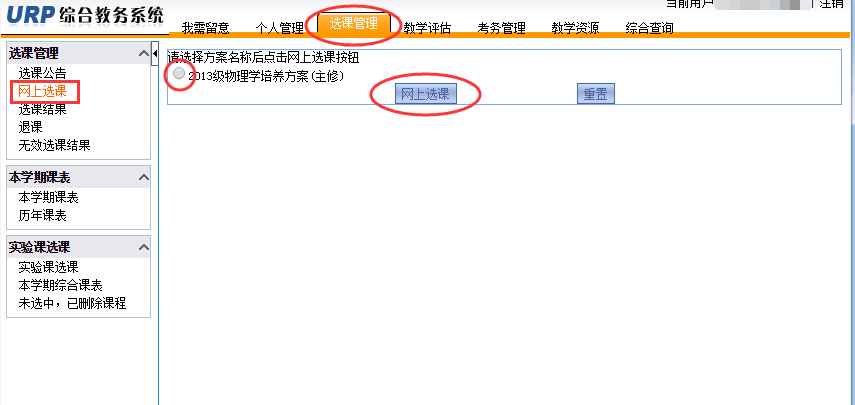 URP综合教务系统
当前用户 注销
我需留意 个人管理 选课管理 教学评估 考务管理 教学资源 综合查询
选课管理
选课公告
网上选课
选课结果
退课
无效选课结果
本学期课表
本学期课表
历年课表
实验课选课
实验课选课
本学期综合课表
未选中，已删除课程
请选择方案名称后点击网上选课按钮
2013级物理学培养方案(主修)
网上选课 重置